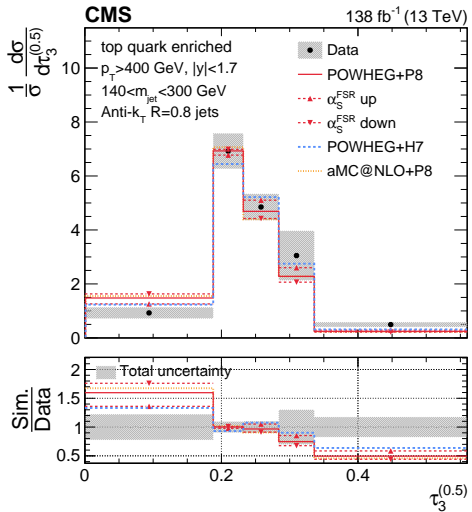 CMS 138 fb⁻¹ (13 TeV)
1/σ dσ/dτ₃^(0.5)
top quark enriched
p_T>400 GeV, |y|<1.7
140<m_jet<300 GeV
Anti-k_T R=0.8 jets
Data
POWHEG+P8
α_S^FSR up
α_S^FSR down
POWHEG+H7
aMC@NLO+P8
10
8
6
4
2
0
Sim./Data
Total uncertainty
2
1.5
1
0.5
0 0.2 0.4
τ₃^(0.5)